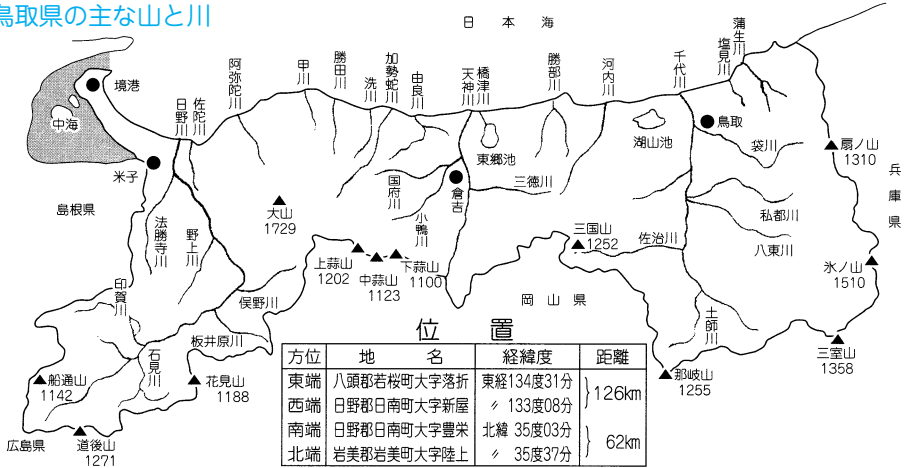 鳥取県の主な山と川
日本海
境港
中海
米子
島根県
日野川
佐陀川
阿弥陀川
甲川
勝田川
洗川
加勢蛇川
由良川
天神川
橋津川
勝部川
河内川
千代川
塩見川
蒲生川
鳥取
湖山池
東郷池
袋川
扇ノ山
1310
兵庫県
倉吉
国府川
小鴨川
三徳川
私都川
八東川
佐治川
三国山
1252
大山
1729
法勝寺川
野上川
上蒜山
1202
中蒜山
1123
下蒜山
1100
岡山県
氷ノ山
1510
印賀川
俣野川
板井原川
石見川
土師川
三室山
1358
那岐山
1255
船通山
1142
花見山
1188
広島県
道後山
1271
位置
方位 地名 経緯度 距離
東端 八頭郡若桜町大字落折 東経134度31分
西端 日野郡日南町大字新屋 〃 133度08分
126km
南端 日野郡日南町大字豊栄 北緯 35度03分
北端 岩美郡岩美町大字陸上 〃 35度37分
62km